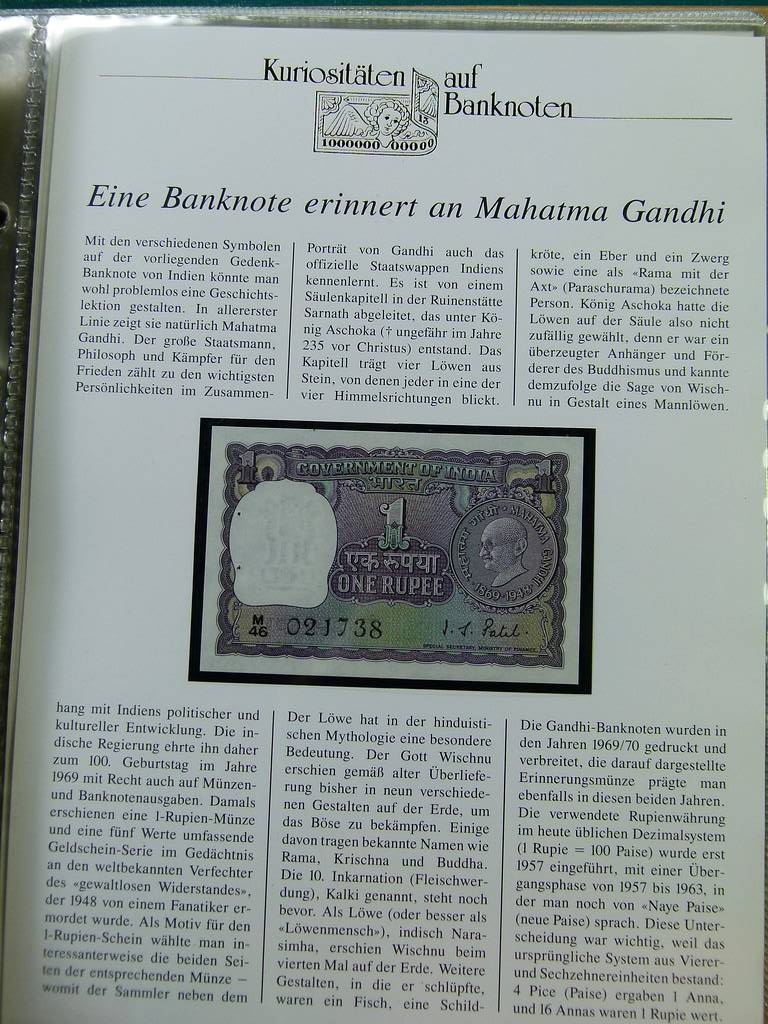 Kuriositäten auf
Banknoten
18
1000000 00000
Eine Banknote erinnert an Mahatma Gandhi
Mit den verschiedenen Symbolen
auf der vorliegenden Gedenk-
Banknote von Indien könnte man
wohl problemlos eine Geschichts-
lektion gestalten. In allererster
Linie zeigt sie natürlich Mahatma
Gandhi. Der große Staatsmann,
Philosoph und Kämpfer für den
Frieden zählt zu den wichtigsten
Persönlichkeiten im Zusammen-
hang mit Indiens politischer und
kultureller Entwicklung. Die in-
dische Regierung ehrte ihn daher
zum 100. Geburtstag im Jahre
1969 mit Recht auch auf Münzen-
und Banknotenausgaben. Damals
erschienen eine 1-Rupien-Münze
und eine fünf Werte umfassende
Geldschein-Serie im Gedächtnis
an den weltbekannten Verfechter
des «gewaltlosen Widerstandes»,
der 1948 von einem Fanatiker er-
mordet wurde. Als Motiv für den
1-Rupien-Schein wählte man in-
teressanterweise die beiden Sei-
ten der entsprechenden Münze –
womit der Sammler neben dem
Porträt von Gandhi auch das
offizielle Staatswappen Indiens
kennenlernt. Es ist von einem
Säulenkapitell in der Ruinenstätte
Sarnath abgeleitet, das unter Kö-
nig Aschoka († ungefähr im Jahre
235 vor Christus) entstand. Das
Kapitell trägt vier Löwen aus
Stein, von denen jeder in eine der
vier Himmelsrichtungen blickt.
Der Löwe hat in der hinduisti-
schen Mythologie eine besondere
Bedeutung. Der Gott Wischnu
erschien gemäß alter Überliefe-
rung bisher in neun verschiede-
nen Gestalten auf der Erde, um
das Böse zu bekämpfen. Einige
davon tragen bekannte Namen wie
Rama, Krischna und Buddha.
Die 10. Inkarnation (Fleischwer-
dung), Kalki genannt, steht noch
bevor. Als Löwe (oder besser als
«Löwenmensch»), indisch Nara-
simha, erschien Wischnu beim
vierten Mal auf der Erde. Weitere
Gestalten, in die er schlüpfte,
waren ein Fisch, eine Schild-
kröte, ein Eber und ein Zwerg
sowie eine als «Rama mit der
Axt» (Paraschurama) bezeichnete
Person. König Aschoka hatte die
Löwen auf der Säule also nicht
zufällig gewählt, denn er war ein
überzeugter Anhänger und För-
derer des Buddhismus und kannte
demzufolge die Sage von Wisch-
nu in Gestalt eines Mannlöwen.
Die Gandhi-Banknoten wurden in
den Jahren 1969/70 gedruckt und
verbreitet, die darauf dargestellte
Erinnerungsmünze prägte man
ebenfalls in diesen beiden Jahren.
Die verwendete Rupienwährung
im heute üblichen Dezimalsystem
(1 Rupie = 100 Paise) wurde erst
1957 eingeführt, mit einer Über-
gangsphase von 1957 bis 1963, in
der man noch von «Naye Paise»
(neue Paise) sprach. Diese Unter-
scheidung war wichtig, weil das
ursprüngliche System aus Vierer-
und Sechzehnereinheiten bestand:
4 Pice (Paise) ergaben 1 Anna,
und 16 Annas waren 1 Rupie wert.
1 GOVERNMENT OF INDIA 1
भारत
1
एक रुपया
ONE RUPEE
महात्मा गांधी · MAHATMA GANDHI
·1869-1948·
M
46 021738
I. G. Patel.
SPECIAL SECRETARY, MINISTRY OF FINANCE.